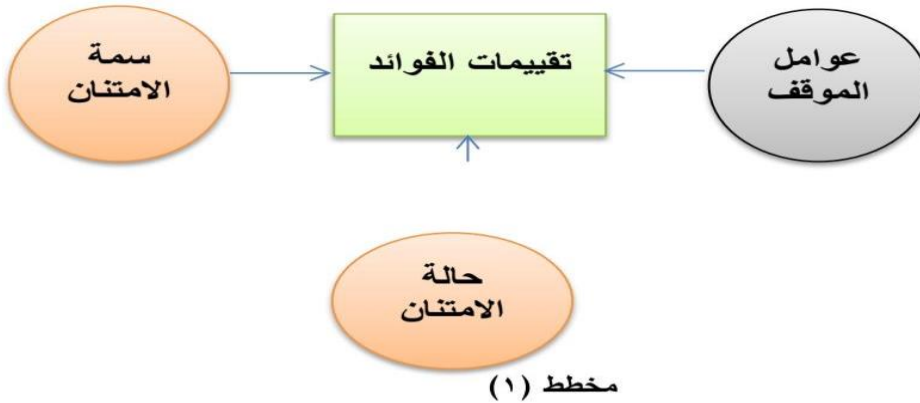 عوامل
الموقف
تقييمات الفوائد
سمة
الامتنان
حالة
الامتنان
مخطط (١)